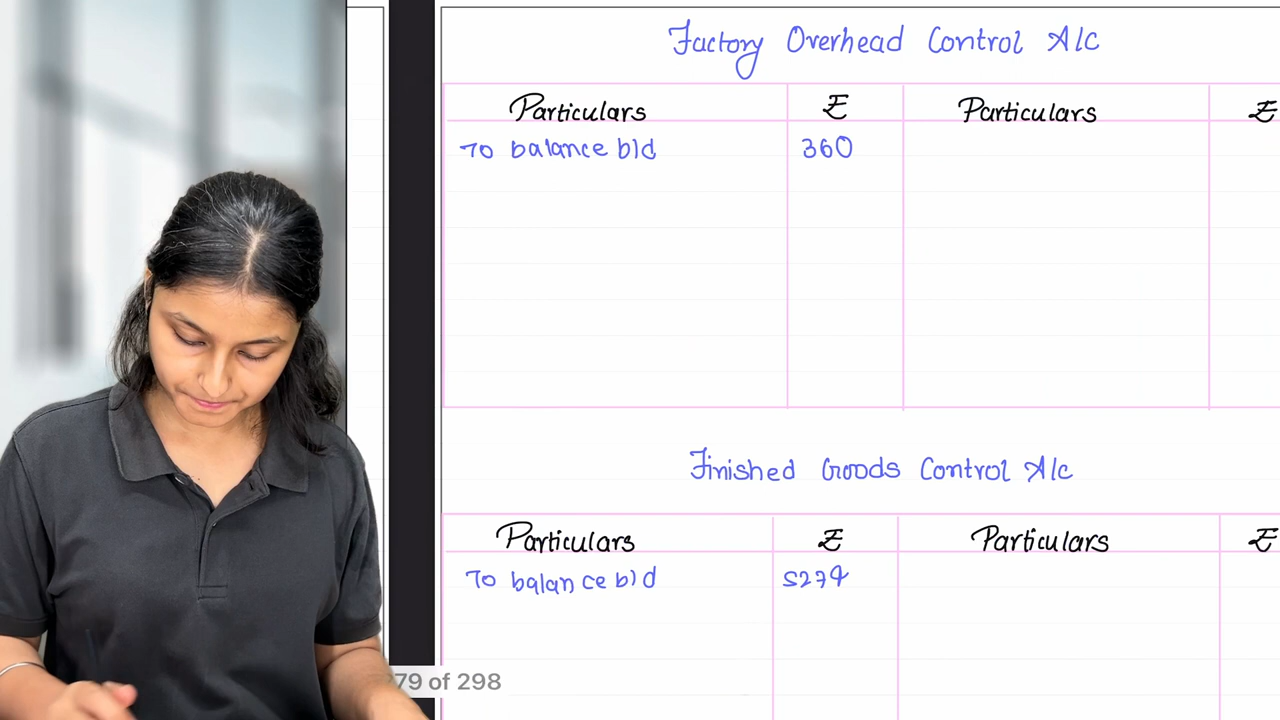 Factory Overhead Control A/c
Particulars ₤ Particulars ₤
To balance b/d 360
Finished Goods Control A/c
Particulars ₤ Particulars ₤
To balance b/d 5274
79 of 298